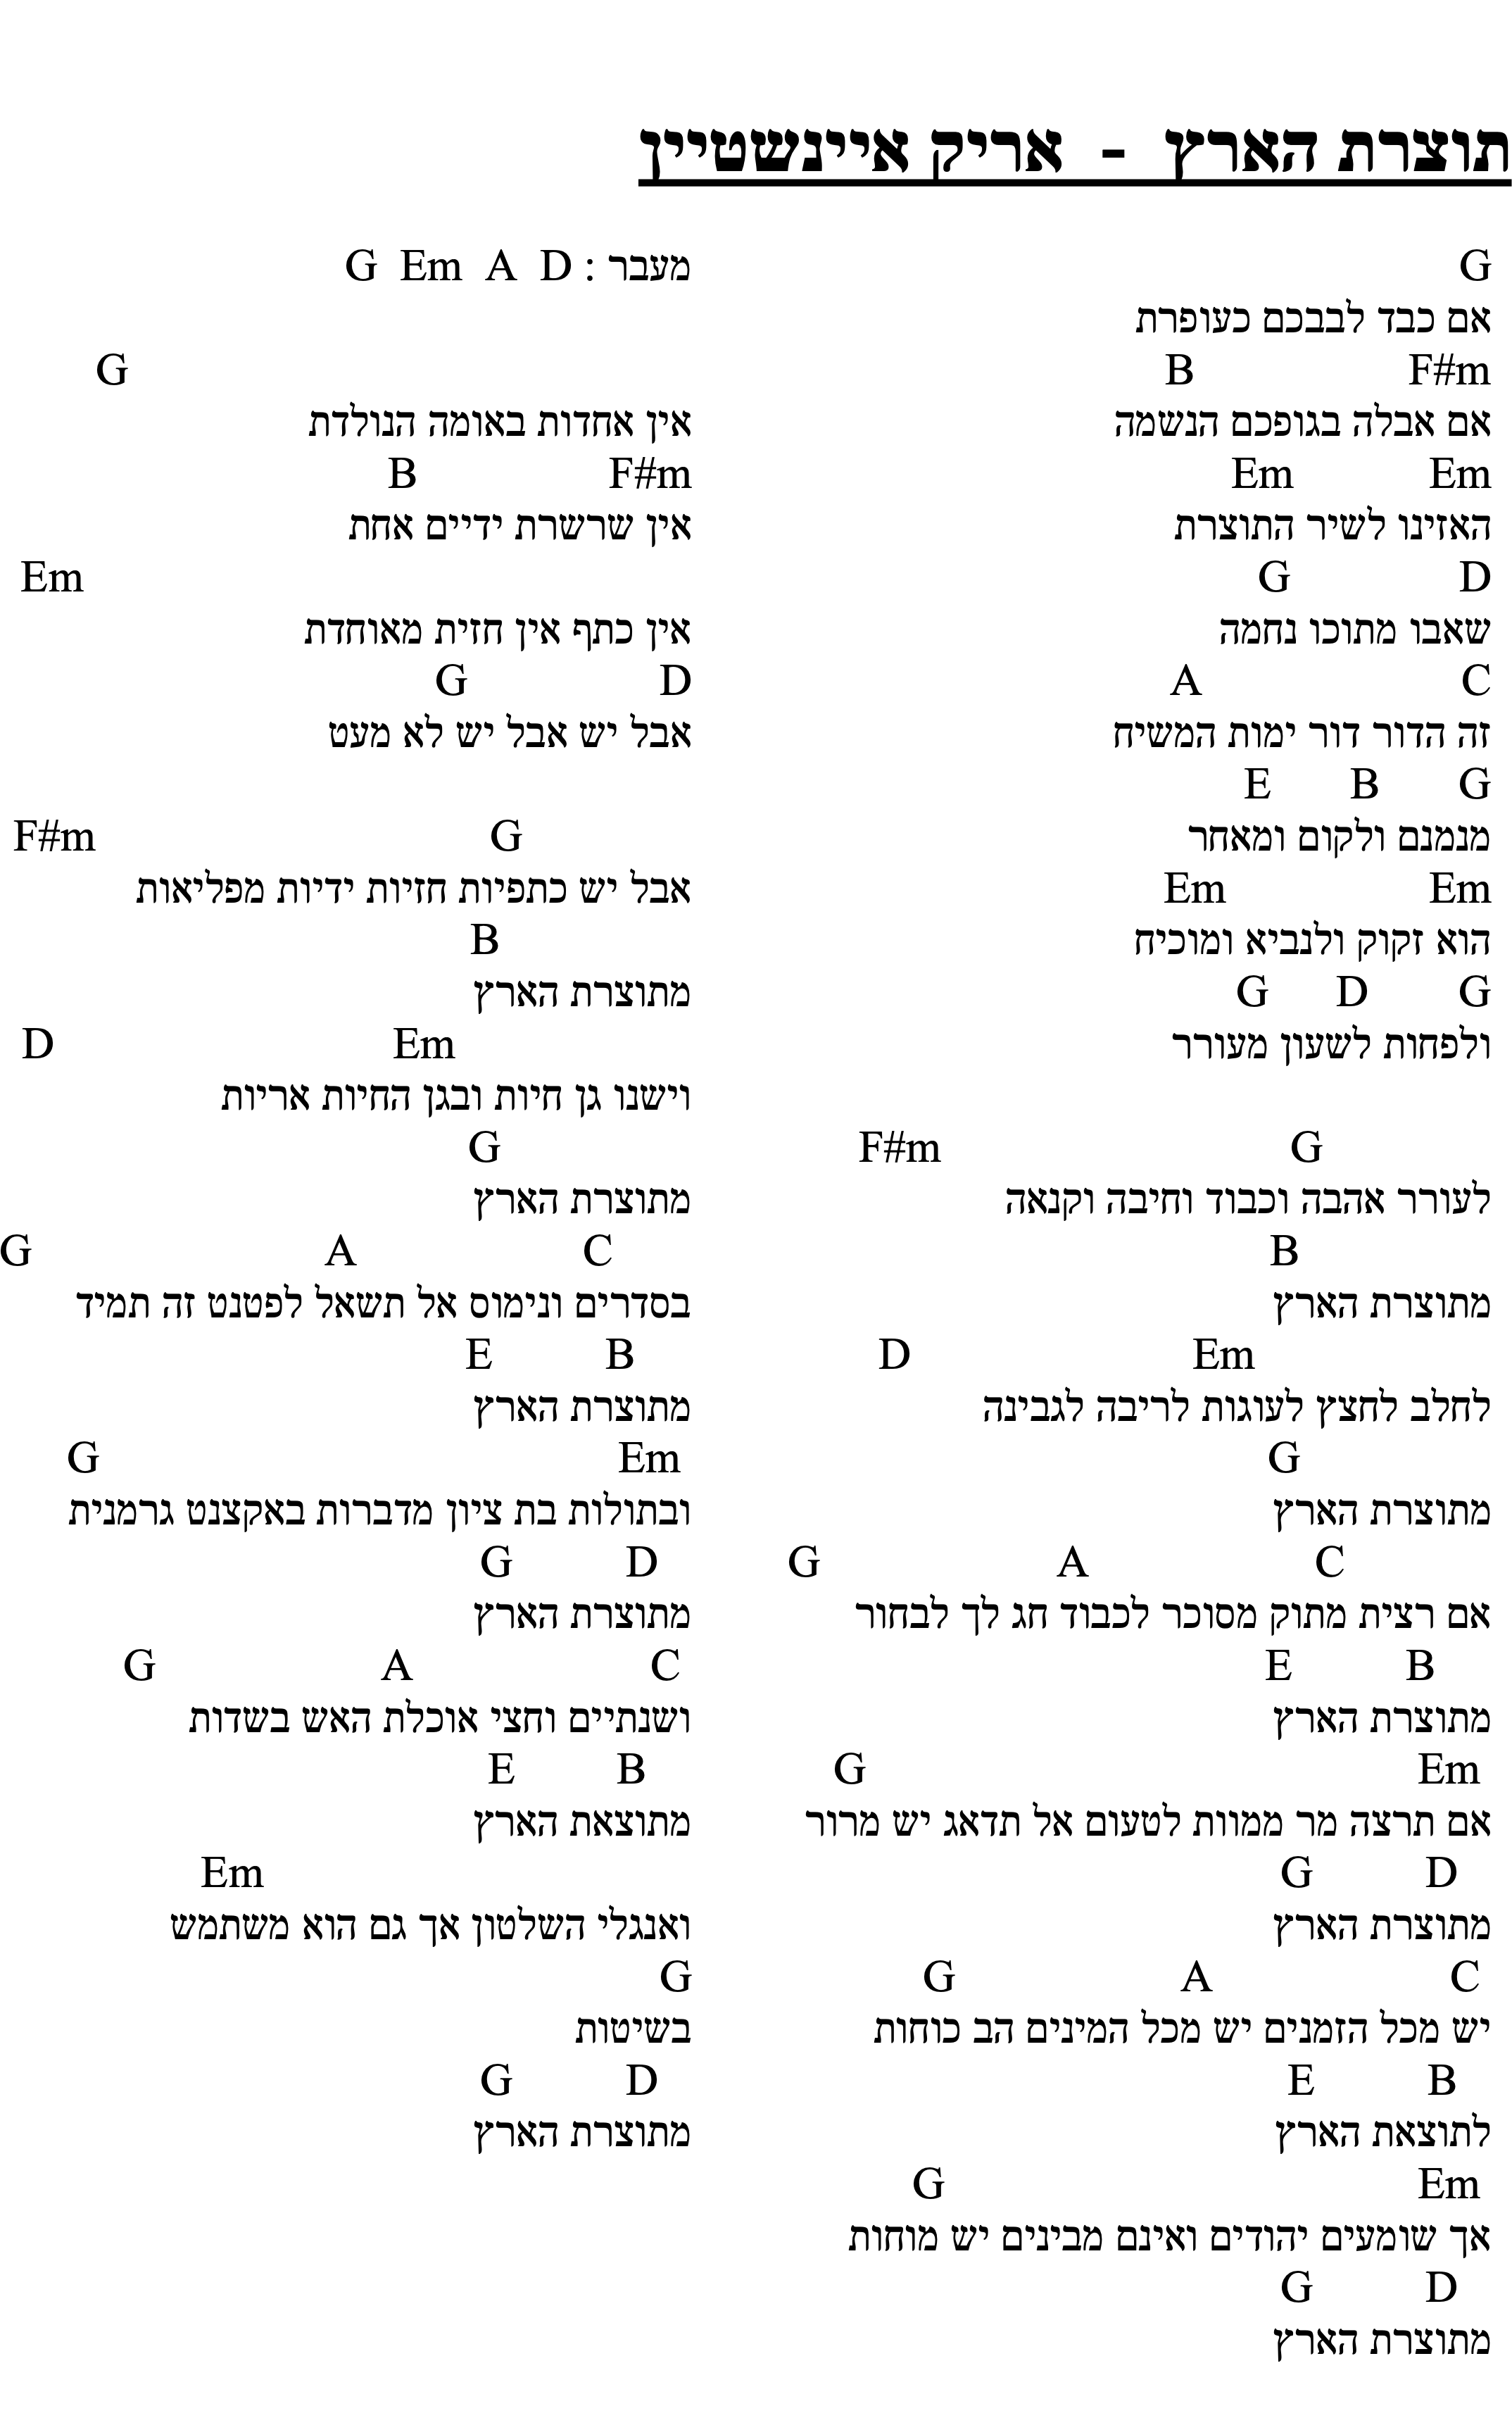 תוצרת הארץ - אריק איינשטיין
G
אם כבד לבבכם כעופרת
F#m B
אם אבלה בגופכם הנשמה
Em Em
האזינו לשיר התוצרת
D G
שאבו מתוכו נחמה
C A
זה הדור דור ימות המשיח
G B E
מנמנם ולקום ומאחר
Em Em
הוא זקוק ולנביא ומוכיח
G D G
ולפחות לשעון מעורר
G F#m
לעורר אהבה וכבוד וחיבה וקנאה
B
מתוצרת הארץ
Em D
לחלב לחצץ לעוגות לריבה לגבינה
G
מתוצרת הארץ
C A G
אם רצית מתוק מסוכר לכבוד חג לך לבחור
B E
מתוצרת הארץ
Em G
אם תרצה מר ממוות לטעום אל תדאג יש מרור
D G
מתוצרת הארץ
C A G
יש מכל הזמנים יש מכל המינים הב כוחות
B E
לתוצאת הארץ
Em G
אך שומעים יהודים ואינם מבינים יש מוחות
D G
מתוצרת הארץ
מעבר : G Em A D
G
אין אחדות באומה הנולדת
F#m B
אין שרשרת ידיים אחת
Em
אין כתף אין חזית מאוחדת
D G
אבל יש אבל יש לא מעט
G F#m
אבל יש כתפיות חזיות ידיות מפליאות
B
מתוצרת הארץ
Em D
וישנו גן חיות ובגן החיות אריות
G
מתוצרת הארץ
C A G
בסדרים ונימוס אל תשאל לפטנט זה תמיד
B E
מתוצרת הארץ
Em G
ובתולות בת ציון מדברות באקצנט גרמנית
D G
מתוצרת הארץ
C A G
ושנתיים וחצי אוכלת האש בשדות
B E
מתוצאת הארץ
Em
ואנגלי השלטון אך גם הוא משתמש
G
בשיטות
D G
מתוצרת הארץ